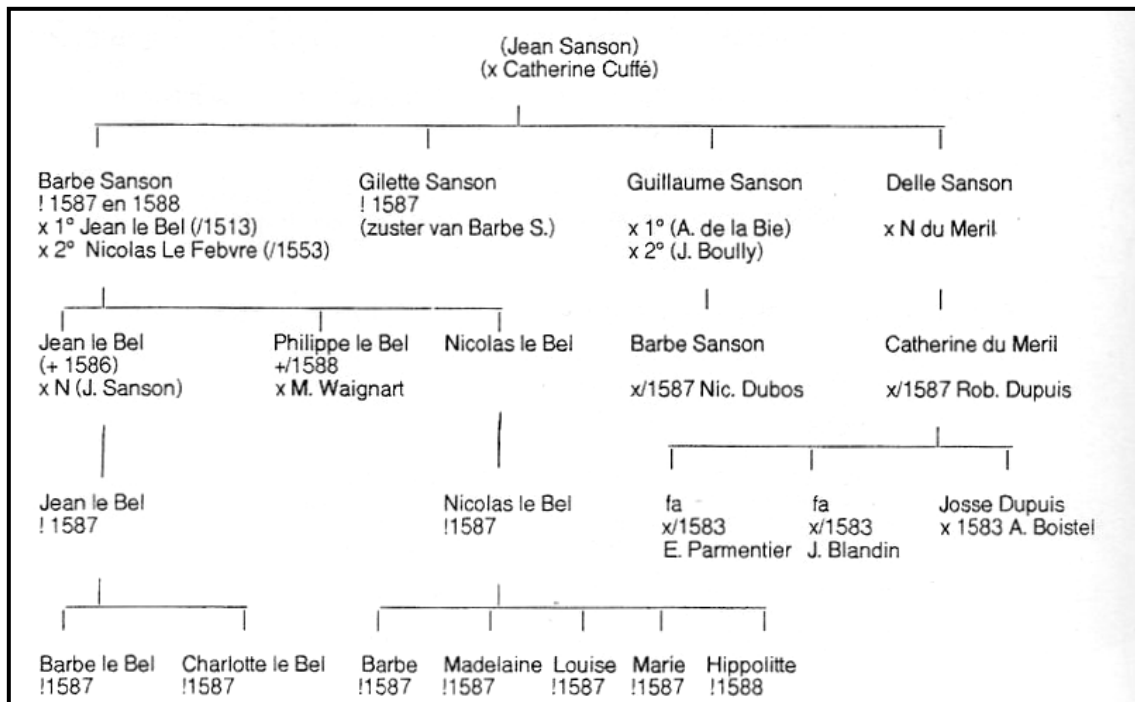 (Jean Sanson)
(x Catherine Cuffé)
Barbe Sanson
! 1587 en 1588
x 1° Jean le Bel (/1513)
x 2° Nicolas Le Febvre (/1553)
Gilette Sanson
! 1587
(zuster van Barbe S.)
Guillaume Sanson
x 1° (A. de la Bie)
x 2° (J. Boully)
Delle Sanson
x N du Meril
Jean le Bel
(+ 1586)
x N (J. Sanson)
Philippe le Bel
+/1588
x M. Waignart
Nicolas le Bel
Barbe Sanson
x/1587 Nic. Dubos
Catherine du Meril
x/1587 Rob. Dupuis
Jean le Bel
! 1587
Nicolas le Bel
!1587
fa
x/1583
E. Parmentier
fa
x/1583
J. Blandin
Josse Dupuis
x 1583 A. Boistel
Barbe le Bel
!1587
Charlotte le Bel
!1587
Barbe
!1587
Madelaine
!1587
Louise
!1587
Marie
!1587
Hippolitte
!1588